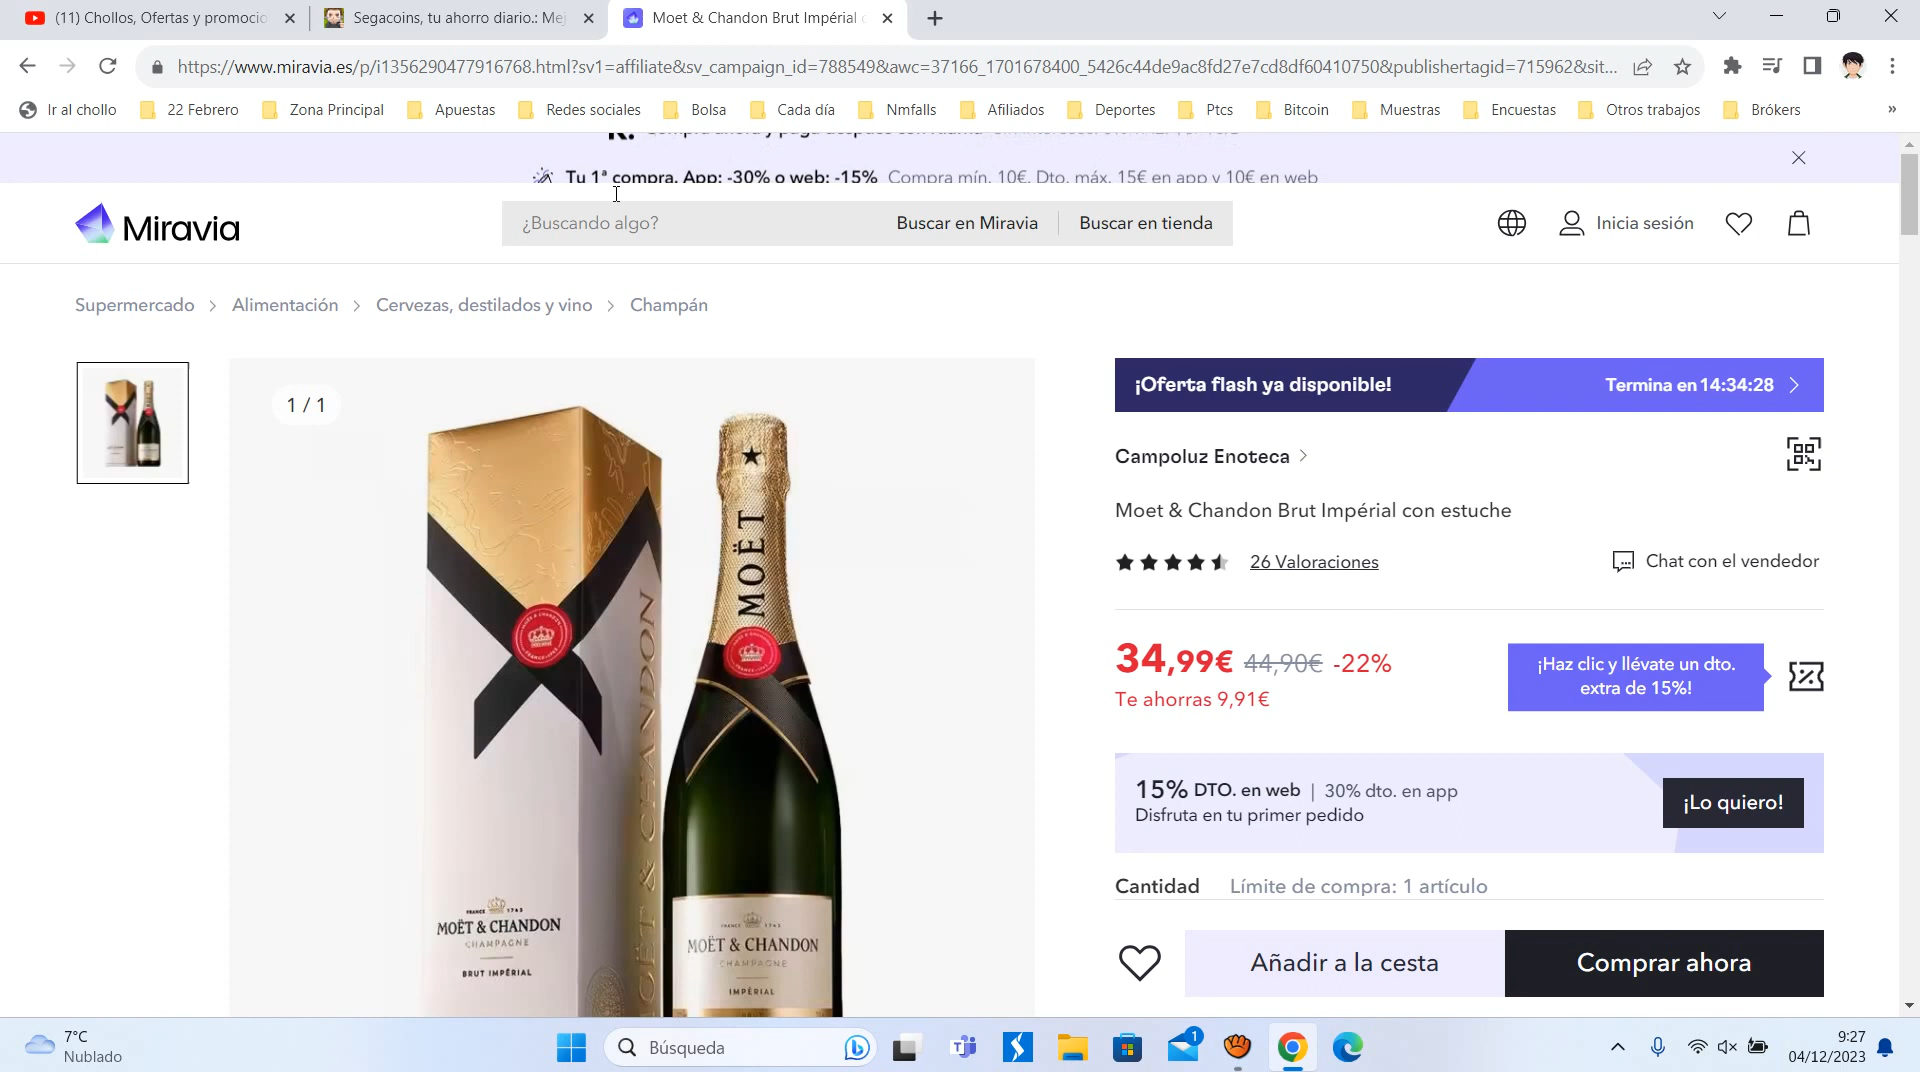 (11) Chollos, Ofertas y promocio
Segacoins, tu ahorro diario.: Mej
Moet & Chandon Brut Impérial c
https://www.miravia.es/p/i1356290477916768.html?sv1=affiliate&sv_campaign_id=788549&awc=37166_1701678400_5426c44de9ac8fd27e7cd8df60410750&publishertagid=715962&sit...
Ir al chollo
22 Febrero
Zona Principal
Apuestas
Redes sociales
Bolsa
Cada día
Nmfalls
Afiliados
Deportes
Ptcs
Bitcoin
Muestras
Encuestas
Otros trabajos
Brókers
»
Tu 1ª compra. App: -30% o web: -15% Compra mín. 10€. Dto. máx. 15€ en app y 10€ en web
Miravia
¿Buscando algo?
Buscar en Miravia
Buscar en tienda
Inicia sesión
Supermercado > Alimentación > Cervezas, destilados y vino > Champán
1 / 1
¡Oferta flash ya disponible!
Termina en 14:34:28
Campoluz Enoteca
Moet & Chandon Brut Impérial con estuche
26 Valoraciones
Chat con el vendedor
34,99€ 44,90€ -22%
Te ahorras 9,91€
¡Haz clic y llévate un dto.
extra de 15%!
15% DTO. en web | 30% dto. en app
Disfruta en tu primer pedido
¡Lo quiero!
Cantidad Límite de compra: 1 artículo
Añadir a la cesta
Comprar ahora
MOËT
MOËT & CHANDON
FRANCE 1743
MOËT & CHANDON
CHAMPAGNE
BRUT IMPÉRIAL
MOËT & CHANDON
CHAMPAGNE
IMPÉRIAL
7°C
Nublado
Búsqueda
1
9:27
04/12/2023